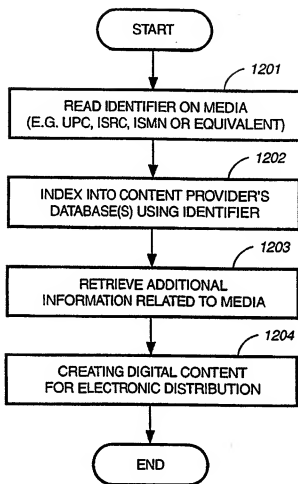 START
1201
READ IDENTIFIER ON MEDIA
(E.G. UPC, ISRC, ISMN OR EQUIVALENT)
1202
INDEX INTO CONTENT PROVIDER'S
DATABASE(S) USING IDENTIFIER
1203
RETRIEVE ADDITIONAL
INFORMATION RELATED TO MEDIA
1204
CREATING DIGITAL CONTENT
FOR ELECTRONIC DISTRIBUTION
END